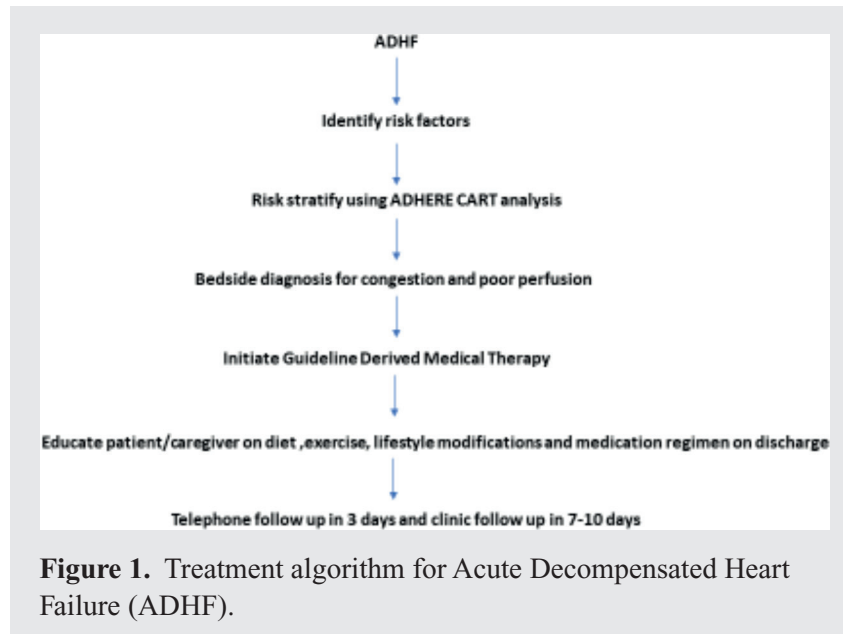 ADHF
Identify risk factors
Risk stratify using ADHERE CART analysis
Bedside diagnosis for congestion and poor perfusion
Initiate Guideline Derived Medical Therapy
Educate patient/caregiver on diet ,exercise, lifestyle modifications and medication regimen on discharge
Telephone follow up in 3 days and clinic follow up in 7-10 days
Figure 1. Treatment algorithm for Acute Decompensated Heart
Failure (ADHF).